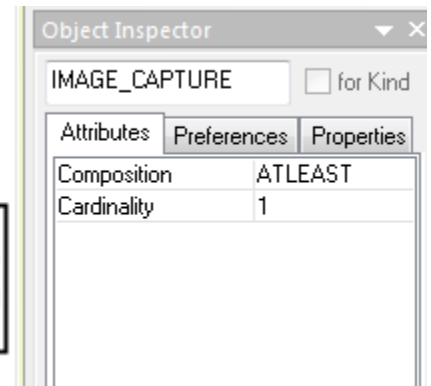 Object Inspector
IMAGE_CAPTURE for Kind
Attributes Preferences Properties
Composition ATLEAST
Cardinality 1